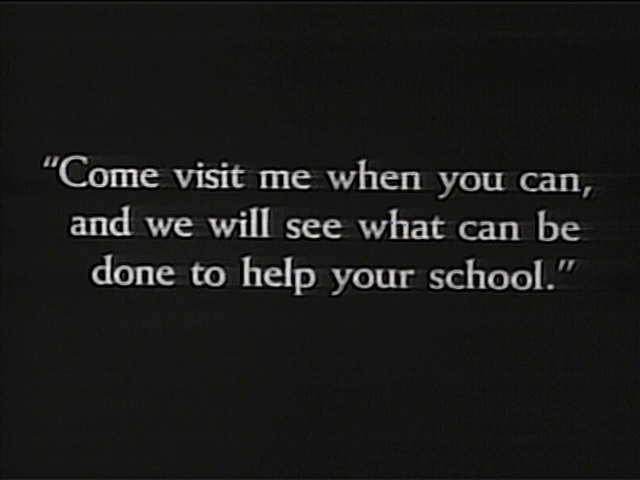 “Come visit me when you can,
and we will see what can be
done to help your school.”